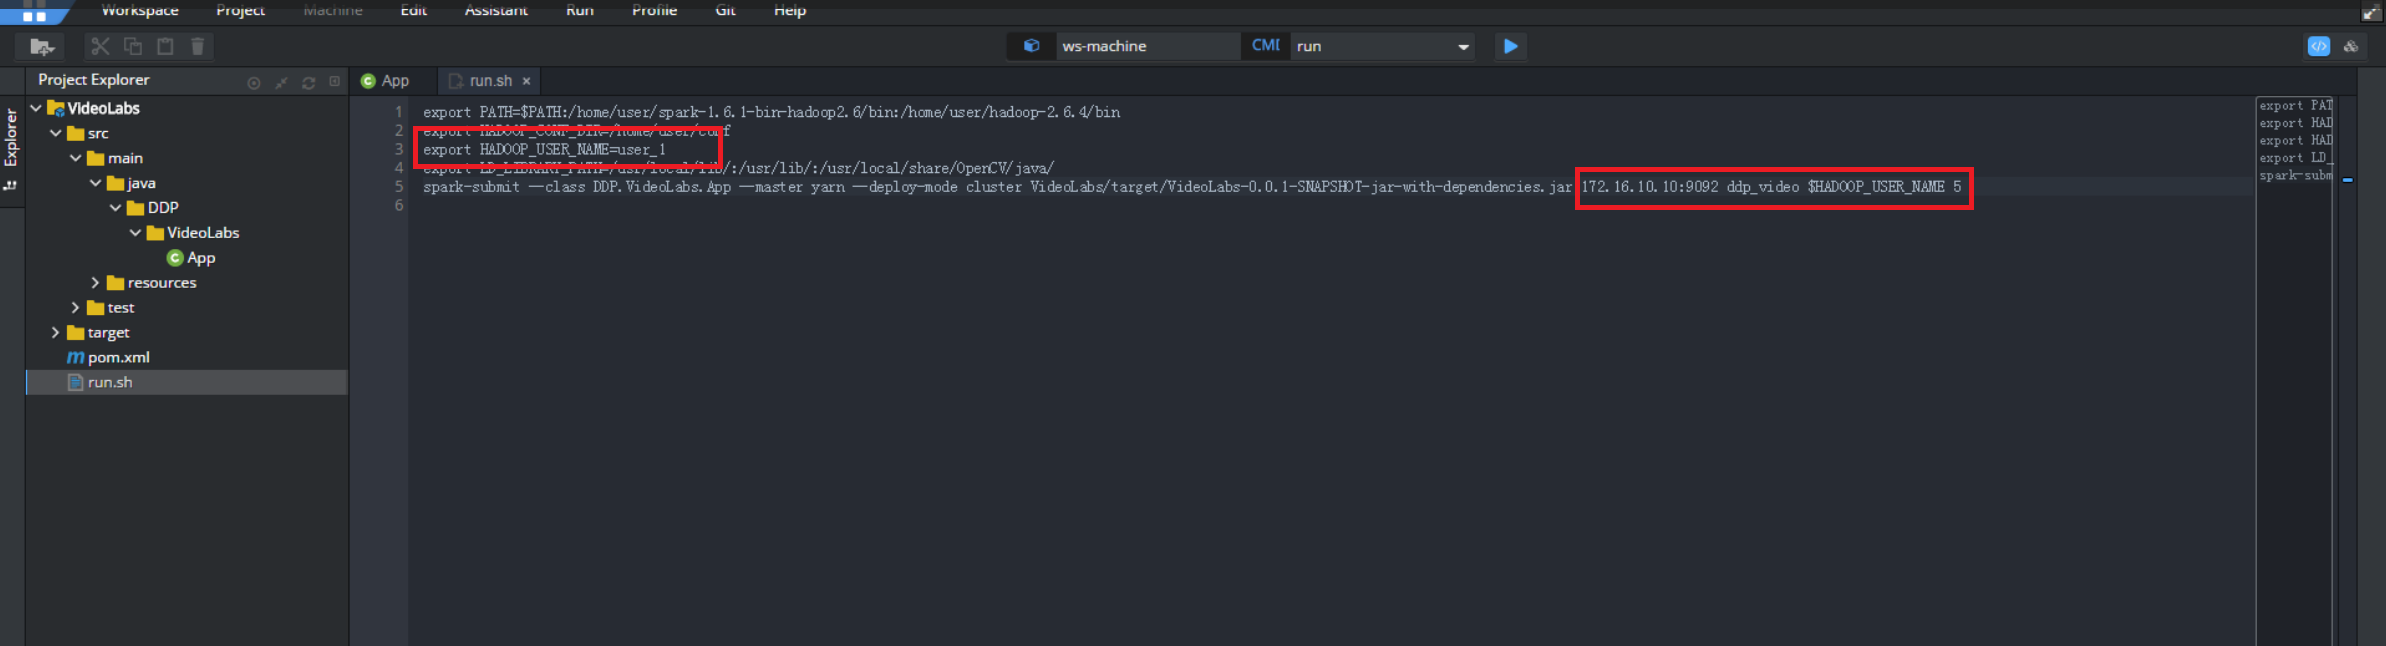 Workspace Project Machine Edit Assistant Run Profile Git Help
ws-machine CMD run
Project Explorer
App run.sh ×
Explorer
VideoLabs
src
main
java
DDP
VideoLabs
App
resources
test
target
m pom.xml
run.sh
1 export PATH=$PATH:/home/user/spark-1.6.1-bin-hadoop2.6/bin:/home/user/hadoop-2.6.4/bin
2 export HADOOP_CONF_DIR=/home/user/conf
3 export HADOOP_USER_NAME=user_1
4 export LD_LIBRARY_PATH=/usr/local/lib/:/usr/lib/:/usr/local/share/OpenCV/java/
5 spark-submit --class DDP.VideoLabs.App --master yarn --deploy-mode cluster VideoLabs/target/VideoLabs-0.0.1-SNAPSHOT-jar-with-dependencies.jar 172.16.10.10:9092 ddp_video $HADOOP_USER_NAME 5
6
export PAT
export HAD
export HAD
export LD_
spark-subm